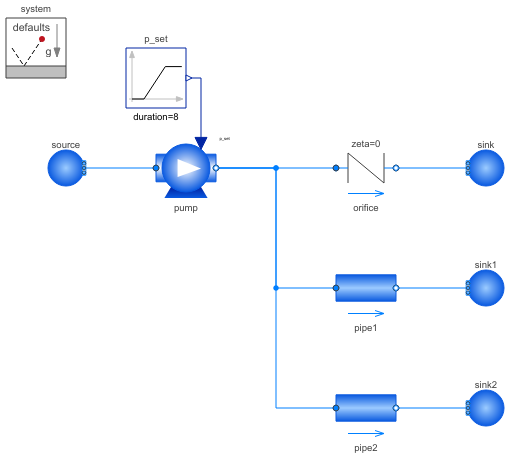 system
defaults
g
p_set
duration=8
p_set
source
pump
zeta=0
orifice
sink
sink1
pipe1
sink2
pipe2